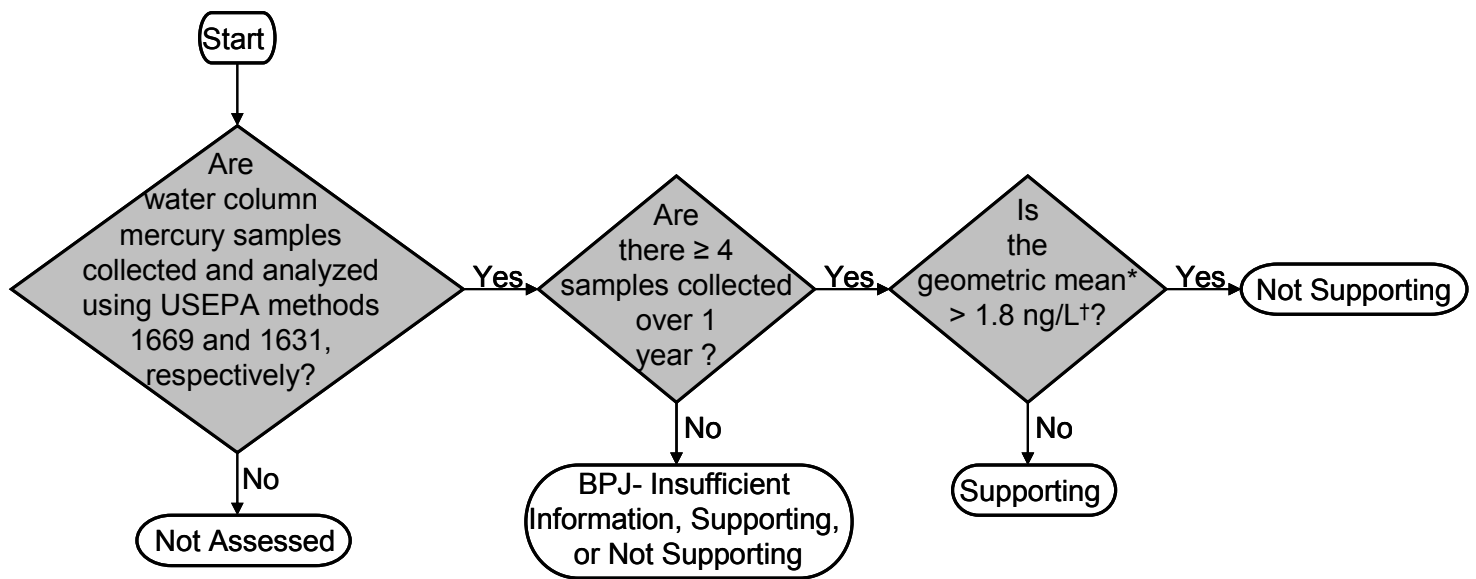 Start
Are
water column
mercury samples
collected and analyzed
using USEPA methods
1669 and 1631,
respectively?
Yes
No
Not Assessed
Are
there ≥ 4
samples collected
over 1
year ?
Yes
No
BPJ- Insufficient
Information, Supporting,
or Not Supporting
Is
the
geometric mean*
> 1.8 ng/L†?
Yes
Not Supporting
No
Supporting